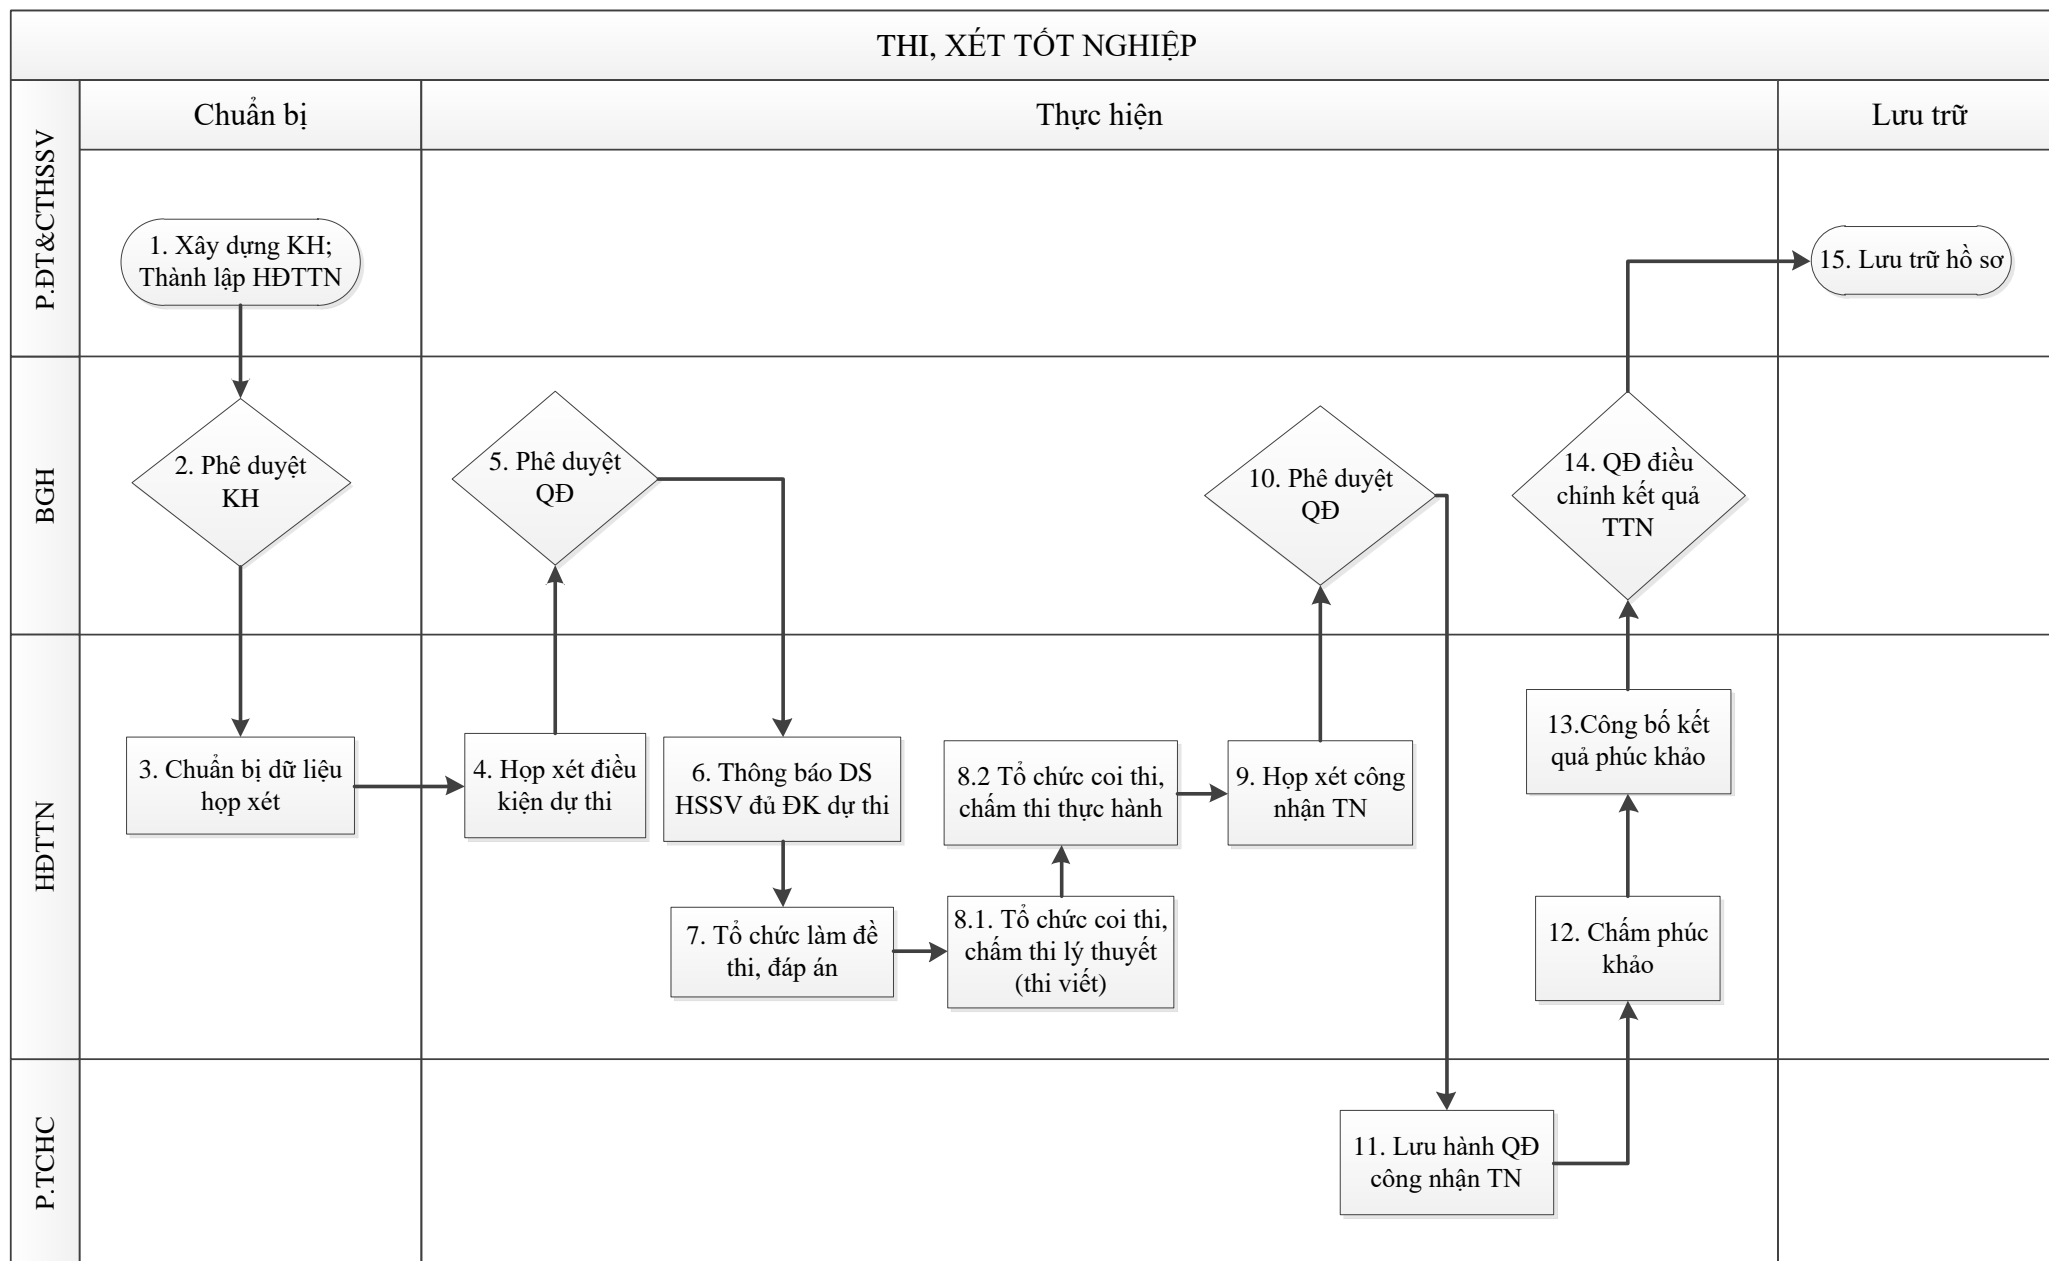 THI, XÉT TỐT NGHIỆP
Chuẩn bị
Thực hiện
Lưu trữ
P.ĐT&CTHSSV
1. Xây dựng KH;
Thành lập HĐTTN
15. Lưu trữ hồ sơ
BGH
2. Phê duyệt
KH
5. Phê duyệt
QĐ
10. Phê duyệt
QĐ
14. QĐ điều
chỉnh kết quả
TTN
HĐTTN
3. Chuẩn bị dữ liệu
họp xét
4. Họp xét điều
kiện dự thi
6. Thông báo DS
HSSV đủ ĐK dự thi
7. Tổ chức làm đề
thi, đáp án
8.1. Tổ chức coi thi,
chấm thi lý thuyết
(thi viết)
8.2 Tổ chức coi thi,
chấm thi thực hành
9. Họp xét công
nhận TN
13.Công bố kết
quả phúc khảo
12. Chấm phúc
khảo
P.TCHC
11. Lưu hành QĐ
công nhận TN